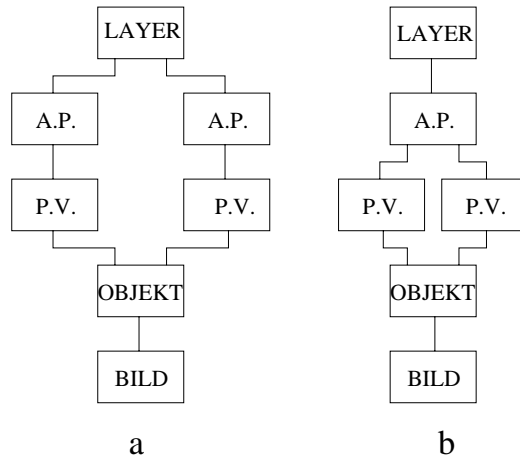 LAYER
A.P.
A.P.
P.V.
P.V.
OBJEKT
BILD
a
LAYER
A.P.
P.V.
P.V.
OBJEKT
BILD
b